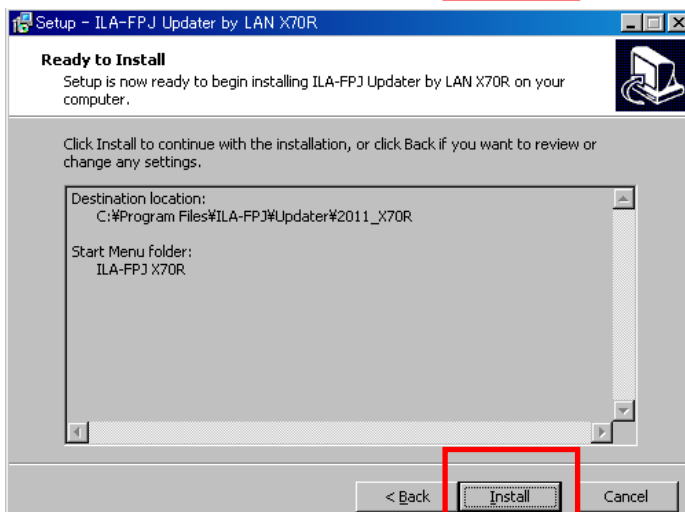 Setup - ILA-FPJ Updater by LAN X70R
Ready to Install
Setup is now ready to begin installing ILA-FPJ Updater by LAN X70R on your
computer.
Click Install to continue with the installation, or click Back if you want to review or
change any settings.
Destination location:
C:¥Program Files¥ILA-FPJ¥Updater¥2011_X70R
Start Menu folder:
ILA-FPJ X70R
< Back Install Cancel